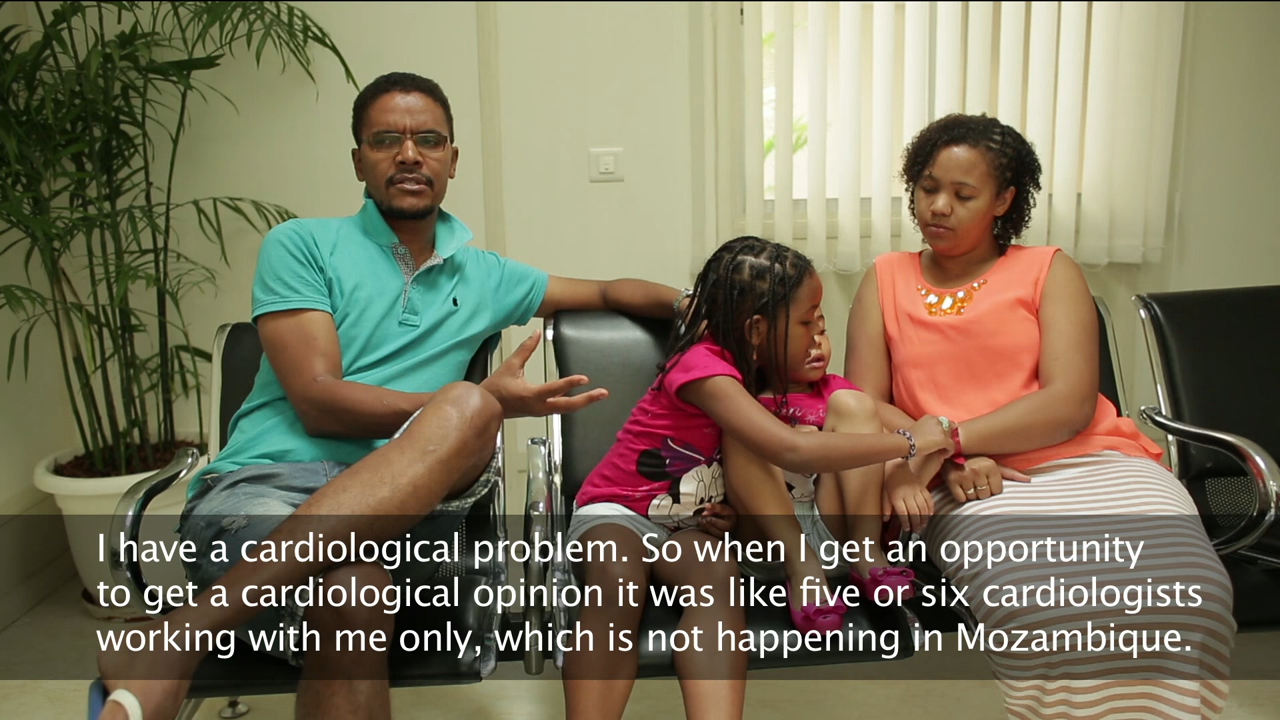 I have a cardiological problem. So when I get an opportunity
to get a cardiological opinion it was like five or six cardiologists
working with me only, which is not happening in Mozambique.